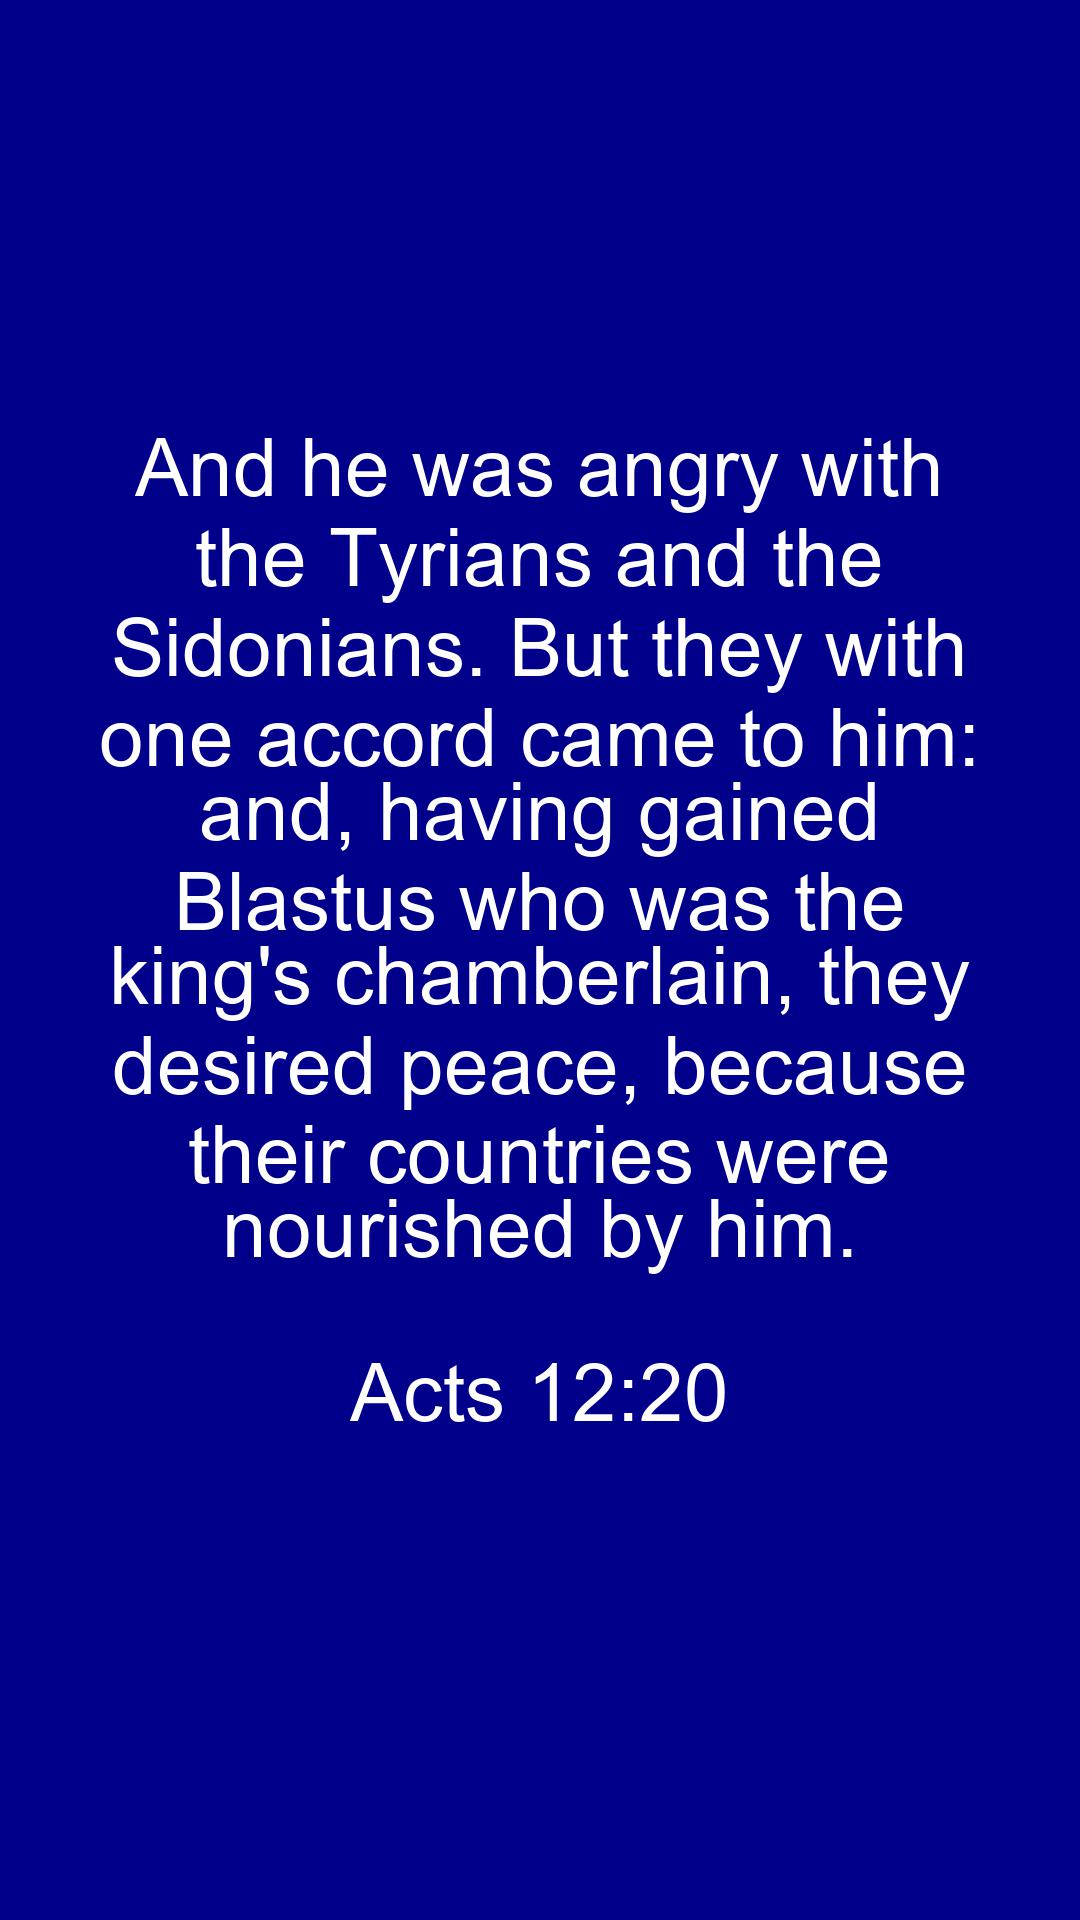 And he was angry with
the Tyrians and the
Sidonians. But they with
one accord came to him:
and, having gained
Blastus who was the
king's chamberlain, they
desired peace, because
their countries were
nourished by him.
Acts 12:20